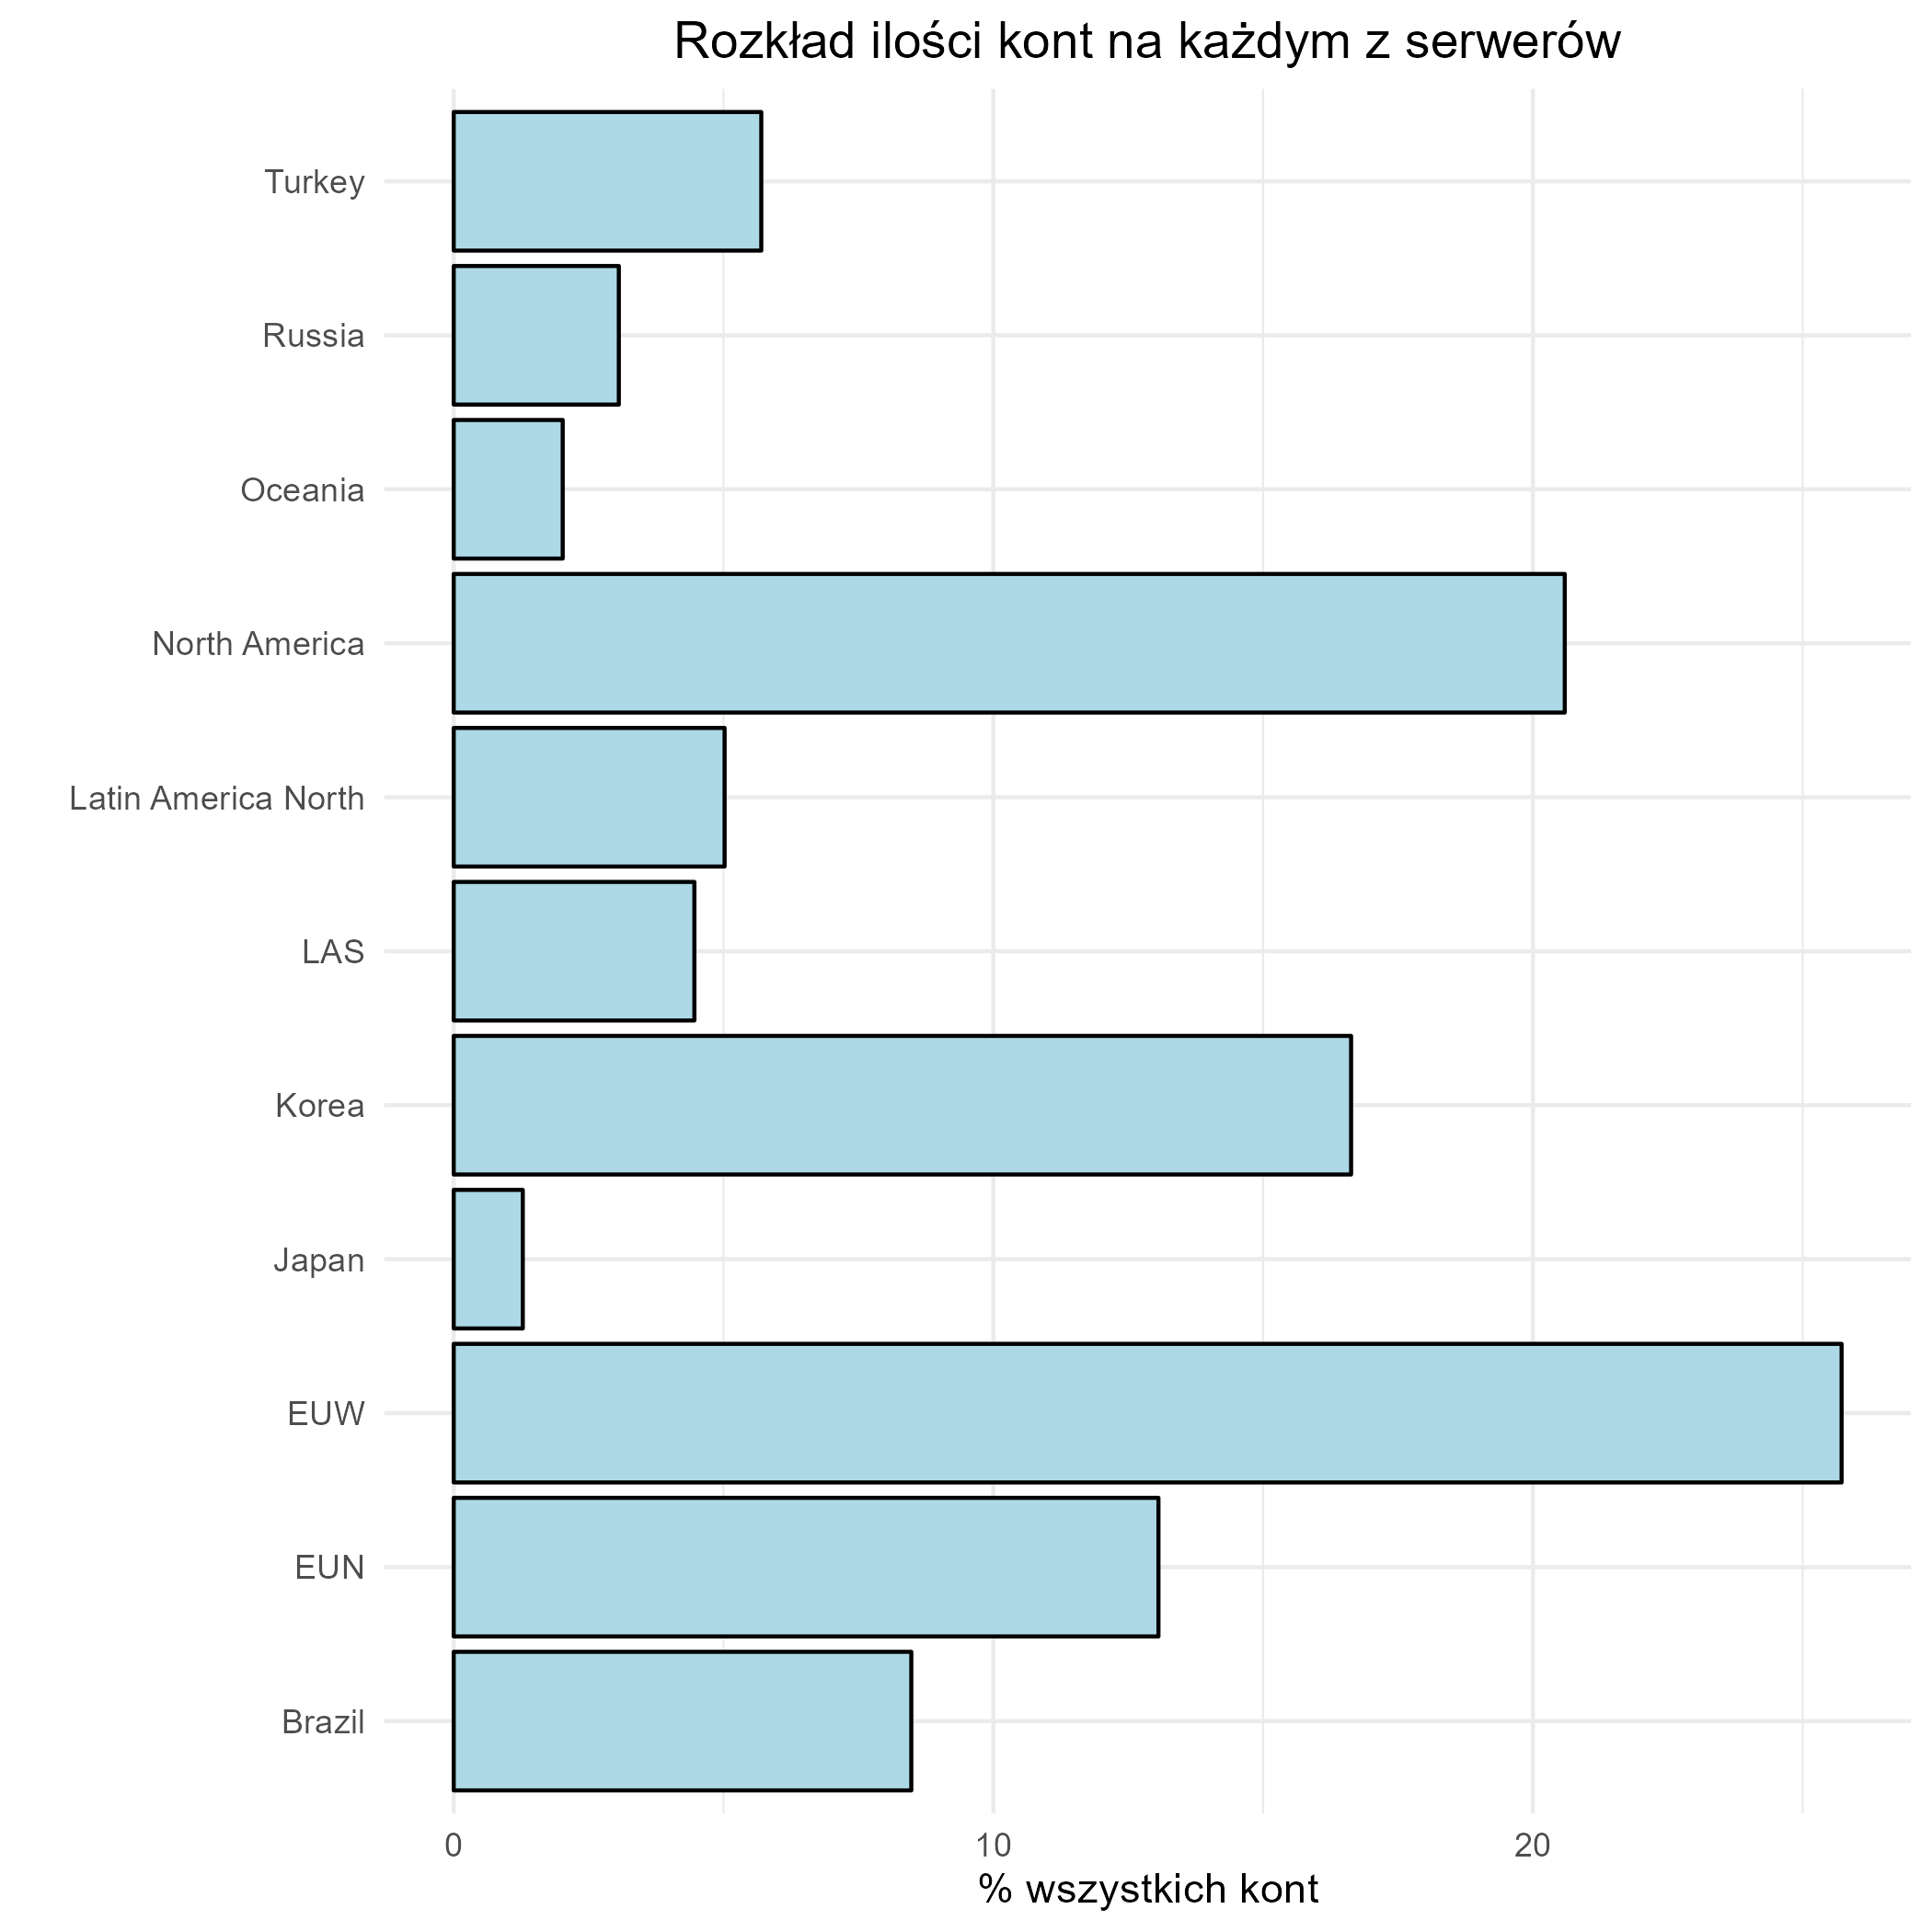 Rozkład ilości kont na każdym z serwerów
Turkey
Russia
Oceania
North America
Latin America North
LAS
Korea
Japan
EUW
EUN
Brazil
0 10 20
% wszystkich kont